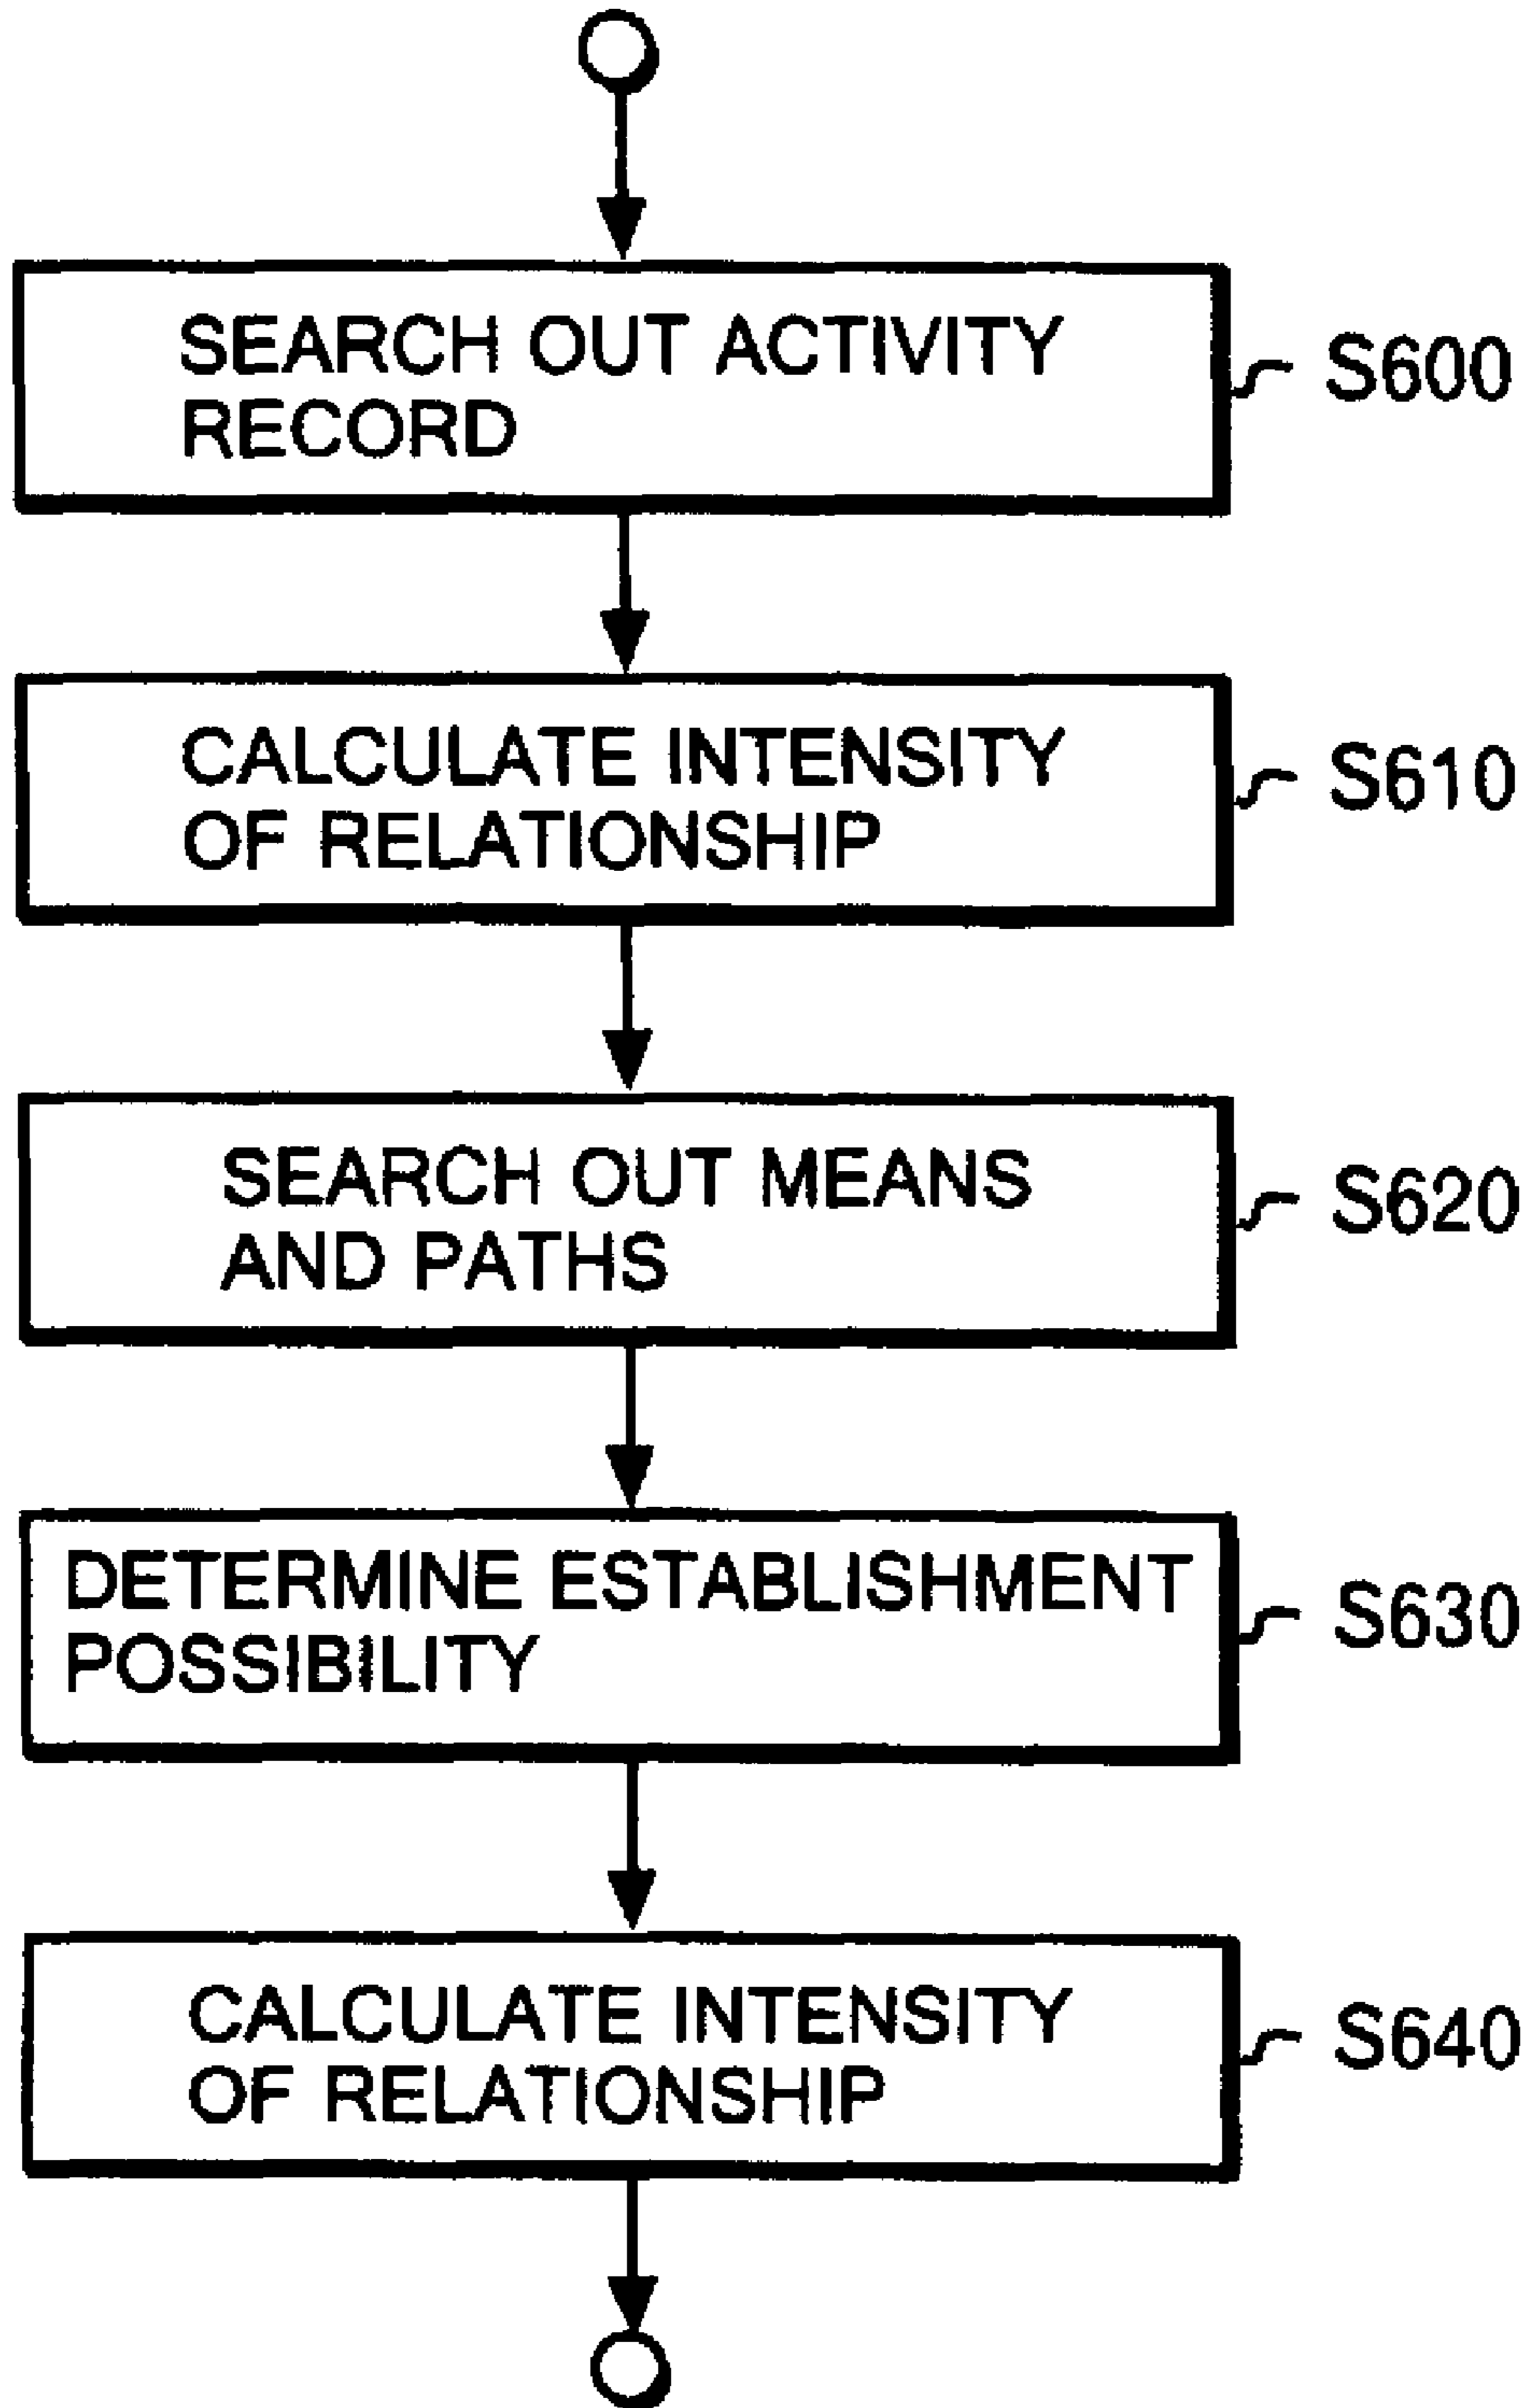 SEARCH OUT ACTIVITY
RECORD
S600
CALCULATE INTENSITY
OF RELATIONSHIP
S610
SEARCH OUT MEANS
AND PATHS
S620
DETERMINE ESTABLISHMENT
POSSIBILITY
S630
CALCULATE INTENSITY
OF RELATIONSHIP
S640